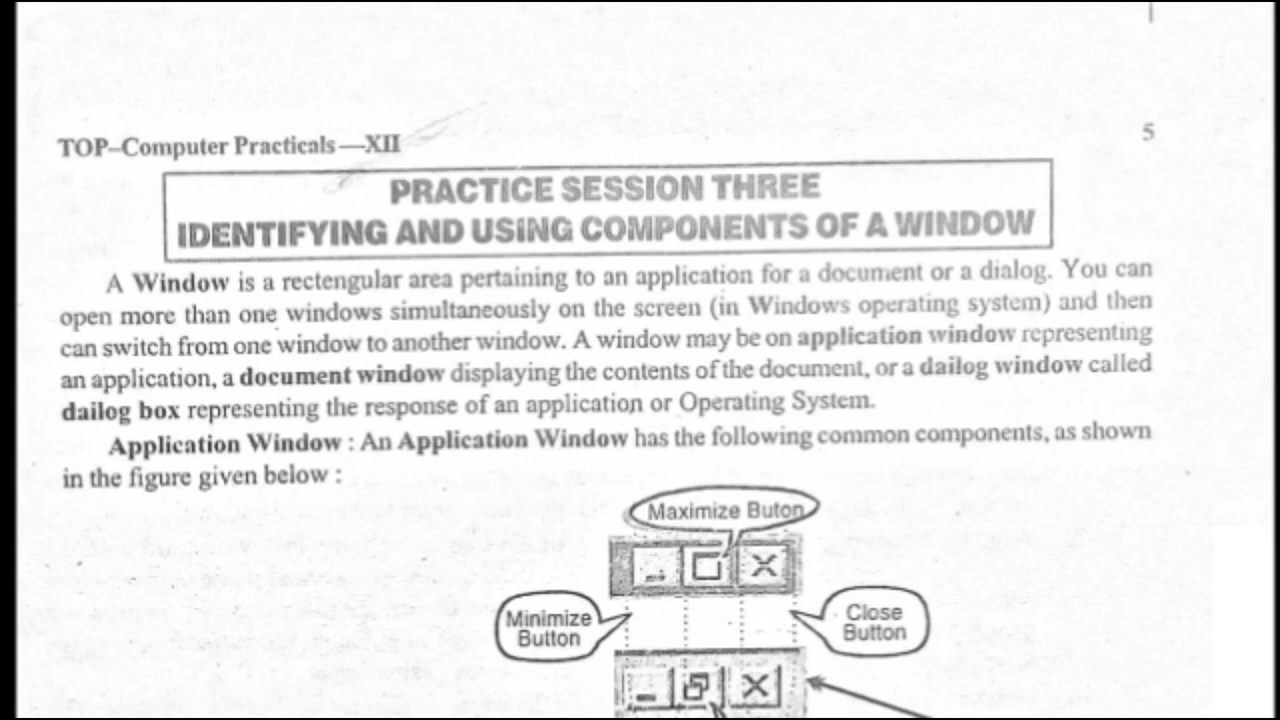 TOP–Computer Practicals —XII
5
PRACTICE SESSION THREE
IDENTIFYING AND USING COMPONENTS OF A WINDOW
A Window is a rectengular area pertaining to an application for a document or a dialog. You can
open more than one windows simultaneously on the screen (in Windows operating system) and then
can switch from one window to another window. A window may be on application window representing
an application, a document window displaying the contents of the document, or a dailog window called
dailog box representing the response of an application or Operating System.
Application Window : An Application Window has the following common components, as shown
in the figure given below :
Maximize Buton
Minimize
Button
Close
Button